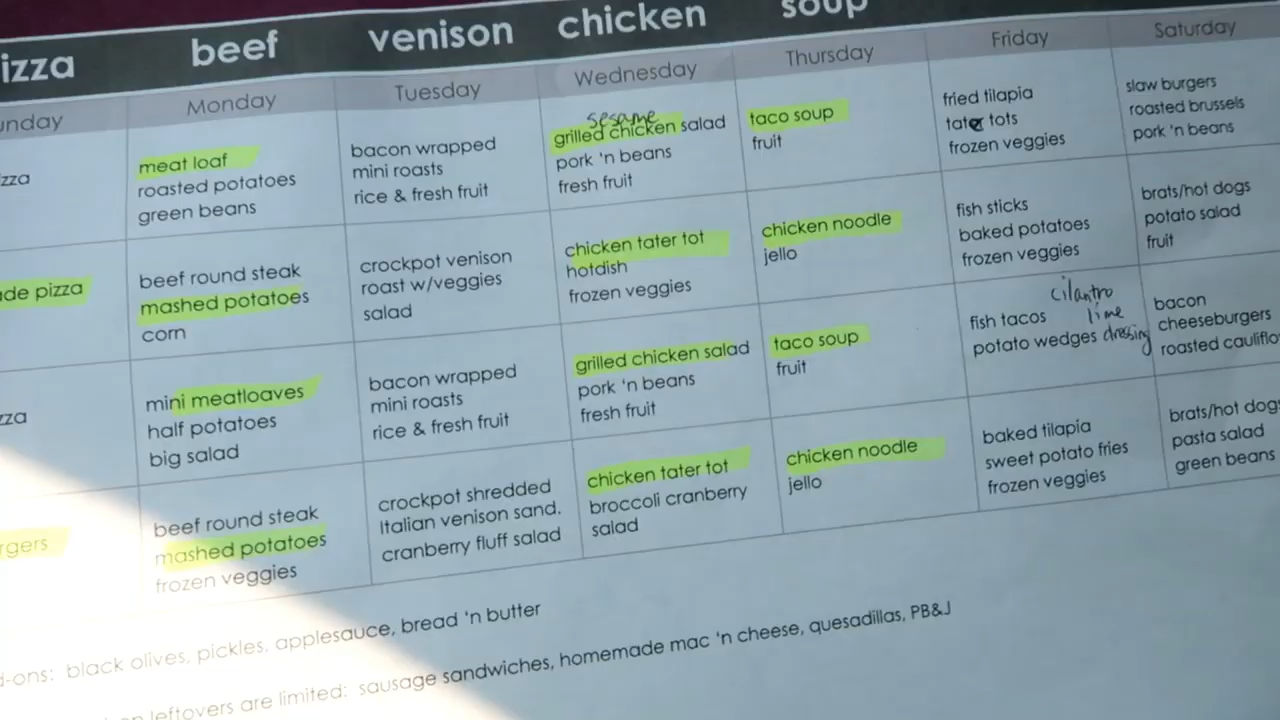 izza beef venison chicken soup
unday Monday Tuesday Wednesday Thursday Friday Saturday
zza
meat loaf
roasted potatoes
green beans
bacon wrapped
mini roasts
rice & fresh fruit
sesame
grilled chicken salad
pork 'n beans
fresh fruit
taco soup
fruit
fried tilapia
tater tots
frozen veggies
slaw burgers
roasted brussels
pork 'n beans
de pizza
beef round steak
mashed potatoes
corn
crockpot venison
roast w/veggies
salad
chicken tater tot
hotdish
frozen veggies
chicken noodle
jello
fish sticks
baked potatoes
frozen veggies
brats/hot dogs
potato salad
fruit
zza
mini meatloaves
half potatoes
big salad
bacon wrapped
mini roasts
rice & fresh fruit
grilled chicken salad
pork 'n beans
fresh fruit
taco soup
fruit
cilantro
fish tacos lime
potato wedges dressing
bacon
cheeseburgers
roasted cauliflo
rgers
beef round steak
mashed potatoes
frozen veggies
crockpot shredded
Italian venison sand.
cranberry fluff salad
chicken tater tot
broccoli cranberry
salad
chicken noodle
jello
baked tilapia
sweet potato fries
frozen veggies
brats/hot dogs
pasta salad
green beans
d-ons: black olives, pickles, applesauce, bread 'n butter
en leftovers are limited: sausage sandwiches, homemade mac 'n cheese, quesadillas, PB&J